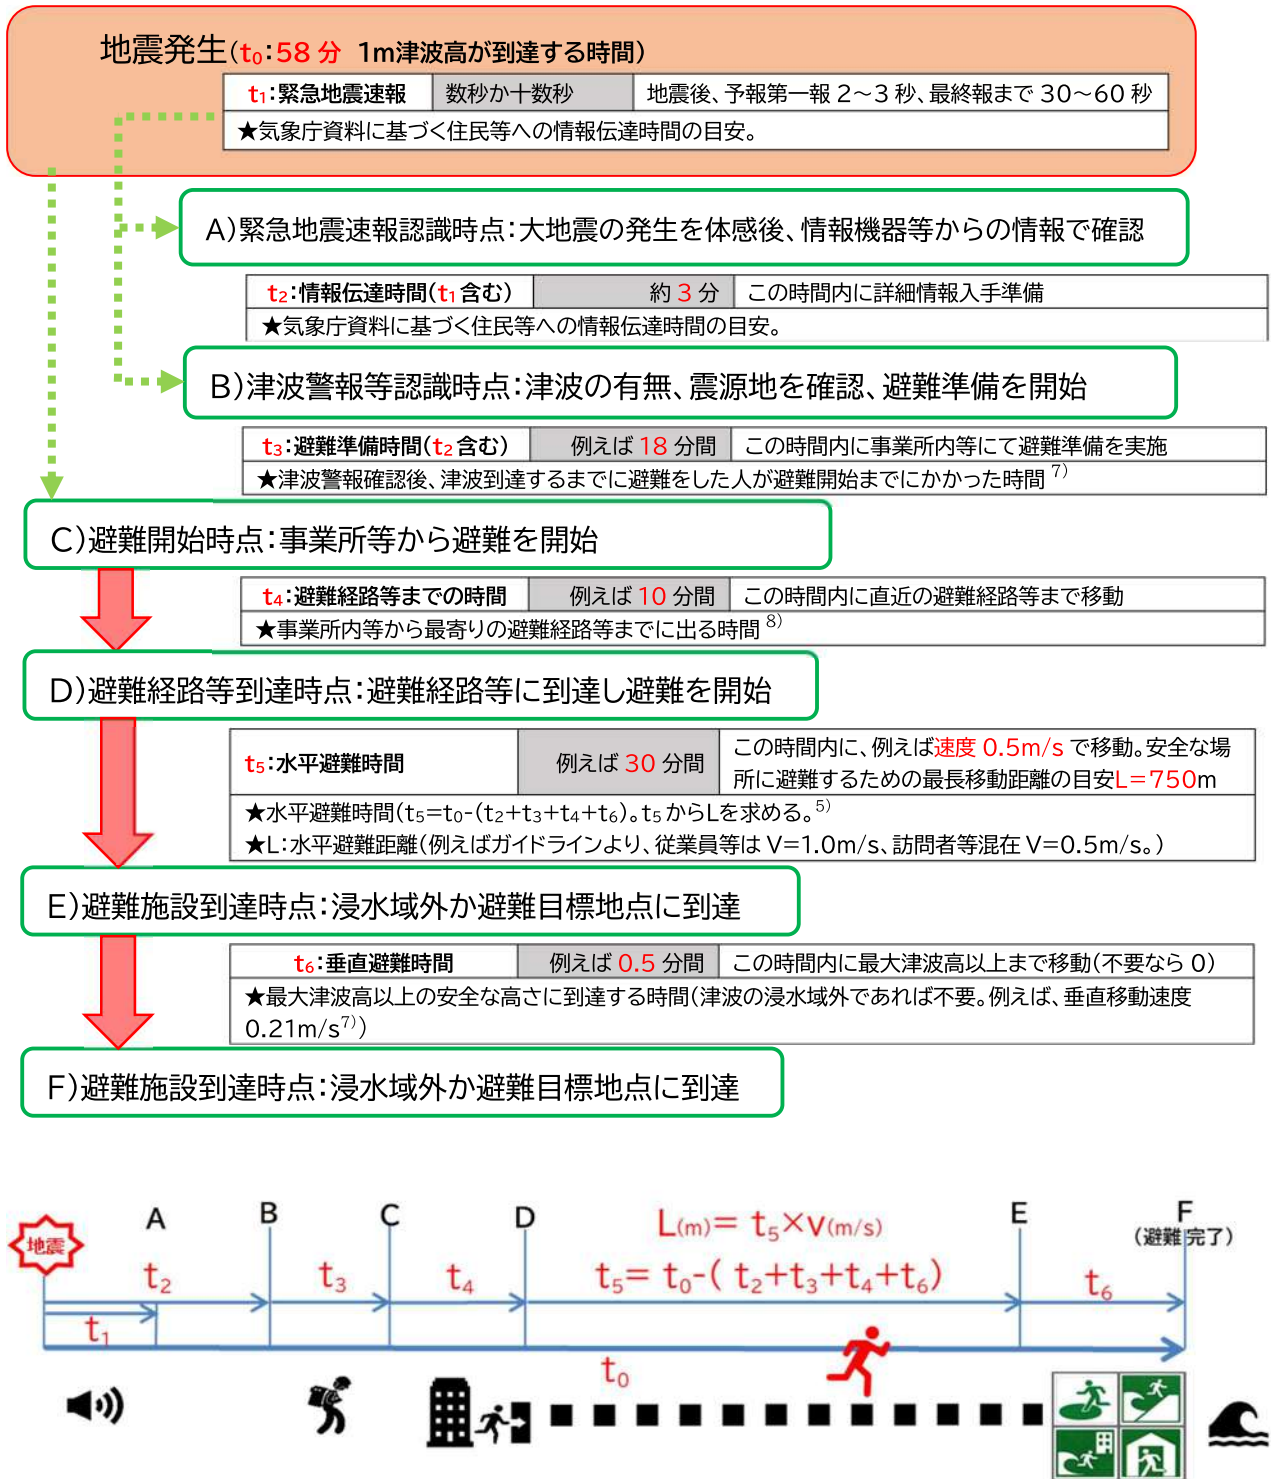 地震発生(t₀:58分 1m津波高が到達する時間)
t₁:緊急地震速報 数秒か十数秒 地震後、予報第一報 2~3 秒、最終報まで 30~60 秒
★気象庁資料に基づく住民等への情報伝達時間の目安。
A)緊急地震速報認識時点:大地震の発生を体感後、情報機器等からの情報で確認
t₂:情報伝達時間(t₁含む) 約 3 分 この時間内に詳細情報入手準備
★気象庁資料に基づく住民等への情報伝達時間の目安。
B)津波警報等認識時点:津波の有無、震源地を確認、避難準備を開始
t₃:避難準備時間(t₂含む) 例えば 18 分間 この時間内に事業所内等にて避難準備を実施
★津波警報確認後、津波到達するまでに避難をした人が避難開始までにかかった時間 7)
C)避難開始時点:事業所等から避難を開始
t₄:避難経路等までの時間 例えば 10 分間 この時間内に直近の避難経路等まで移動
★事業所内等から最寄りの避難経路等までに出る時間 8)
D)避難経路等到達時点:避難経路等に到達し避難を開始
t₅:水平避難時間 例えば 30 分間 この時間内に、例えば速度 0.5m/s で移動。安全な場
所に避難するための最長移動距離の目安L=750m
★水平避難時間(t₅=t₀-(t₂+t₃+t₄+t₆)。t₅からLを求める。5)
★L:水平避難距離(例えばガイドラインより、従業員等は V=1.0m/s、訪問者等混在 V=0.5m/s。)
E)避難施設到達時点:浸水域外か避難目標地点に到達
t₆:垂直避難時間 例えば 0.5 分間 この時間内に最大津波高以上まで移動(不要なら 0)
★最大津波高以上の安全な高さに到達する時間(津波の浸水域外であれば不要。例えば、垂直移動速度
0.21m/s7))
F)避難施設到達時点:浸水域外か避難目標地点に到達
A B C D L(m)= t₅×v(m/s) E F
(避難完了)
地震
t₂ t₃ t₄ t₅= t₀-( t₂+t₃+t₄+t₆) t₆
t₁
t₀